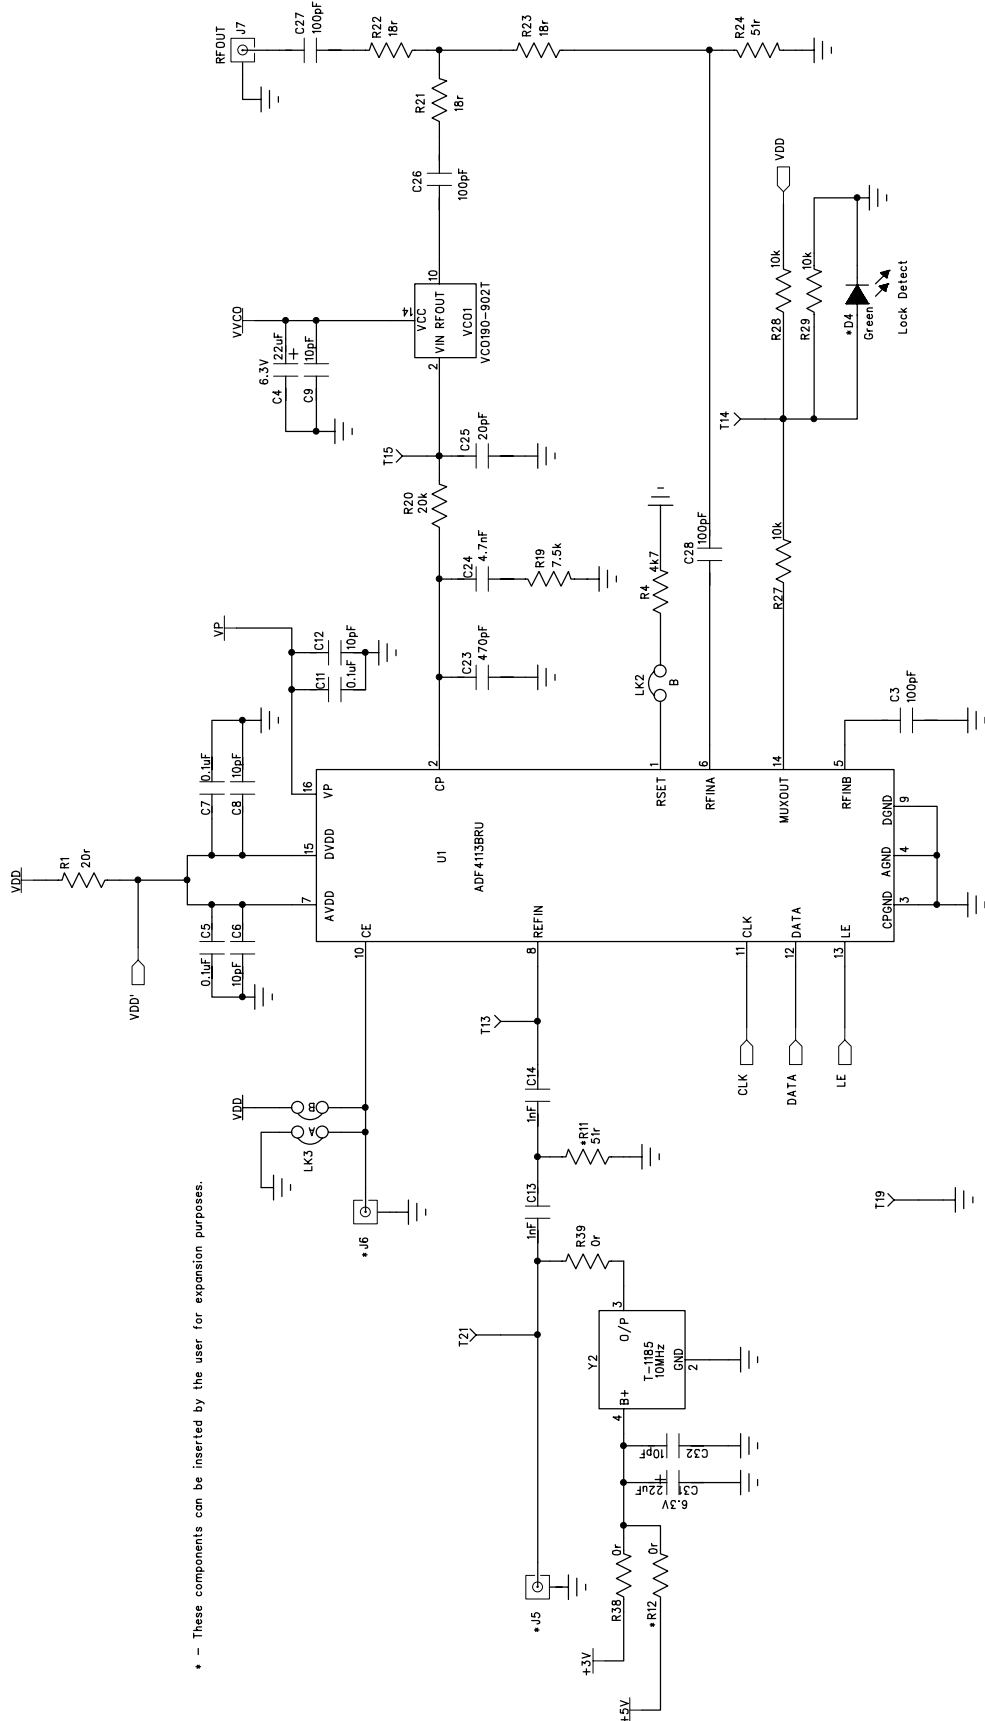 * - These components can be inserted by the user for expansion purposes.
RFOUT
J7
C27
100pF
R22
18r
R23
18r
R24
51r
R21
18r
C26
100pF
VVCO
6.3V
22uF
+
C4
10pF
C9
14
VCC
10
VIN RFOUT
2
VCO1
VCO190-902T
T15
C25
20pF
R20
20k
C24
4.7nF
R19
7.5k
C23
470pF
VP
C12
10pF
C11
0.1uF
LK2
B
R4
4k7
C28
100pF
VDD
10k
R28
10k
R29
*D4
Green
Lock Detect
T14
10k
R27
C3
100pF
VDD
R1
20r
VDD'
0.1uF
C7
10pF
C8
C5
0.1uF
C6
10pF
7
AVDD
15
DVDD
16
VP
2
CP
1
RSET
6
RFINA
14
MUXOUT
5
RFINB
U1
ADF4113BRU
10
CE
8
REFIN
11
CLK
12
DATA
13
LE
3
CPGND
4
AGND
9
DGND
CLK
DATA
LE
VDD
B
A
LK3
*J6
T13
C14
1nF
*R11
51r
C13
1nF
R39
0r
T21
*J5
Y2
3
O/P
T-1185
10MHz
GND
2
B+
4
10pF
C32
+
22uF
C31
6.3V
0r
R38
0r
*R12
+3V
+5V
T19